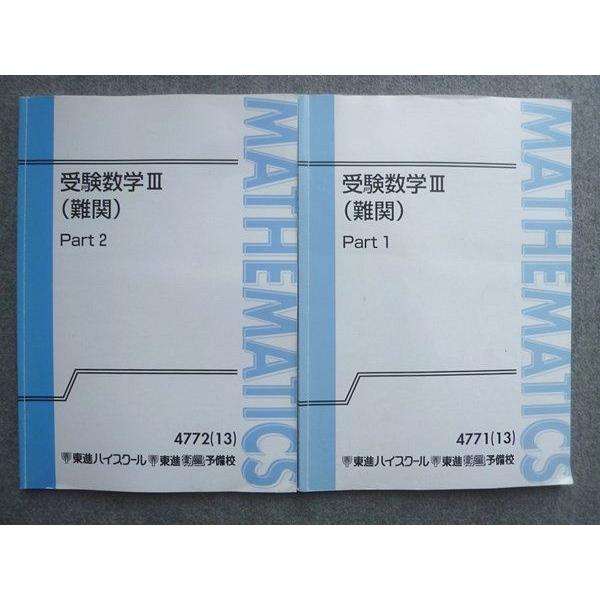 受験数学Ⅲ
(難関)
Part 2
4772(13)
東進ハイスクール 東進衛星予備校
MATHEMATICS
受験数学Ⅲ
(難関)
Part 1
4771(13)
東進ハイスクール 東進衛星予備校
MATHEMATICS